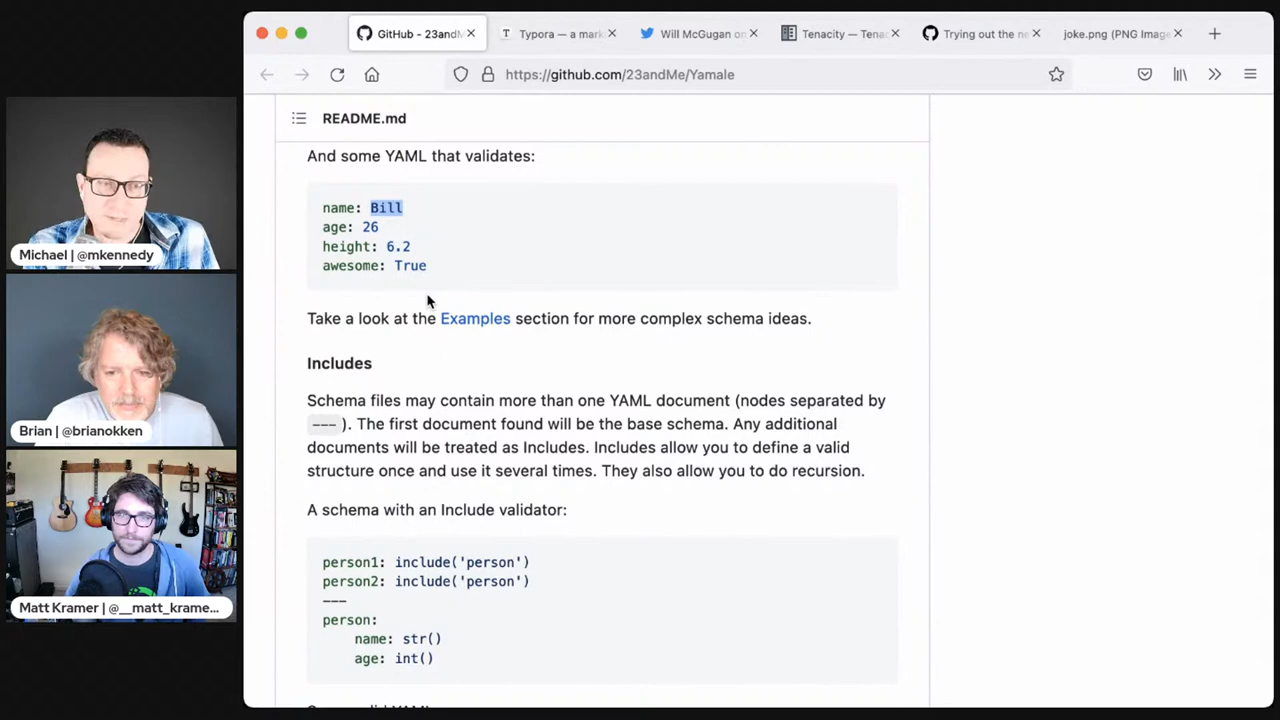 GitHub - 23andM
Typora — a mark
Will McGugan on
Tenacity — Tenac
Trying out the ne
joke.png (PNG Image
https://github.com/23andMe/Yamale
README.md
And some YAML that validates:
name: Bill
age: 26
height: 6.2
awesome: True
Take a look at the Examples section for more complex schema ideas.
Includes
Schema files may contain more than one YAML document (nodes separated by
---). The first document found will be the base schema. Any additional
documents will be treated as Includes. Includes allow you to define a valid
structure once and use it several times. They also allow you to do recursion.
A schema with an Include validator:
person1: include('person')
person2: include('person')
---
person:
name: str()
age: int()
Michael | @mkennedy
Brian | @brianokken
Matt Kramer | @__matt_krame...